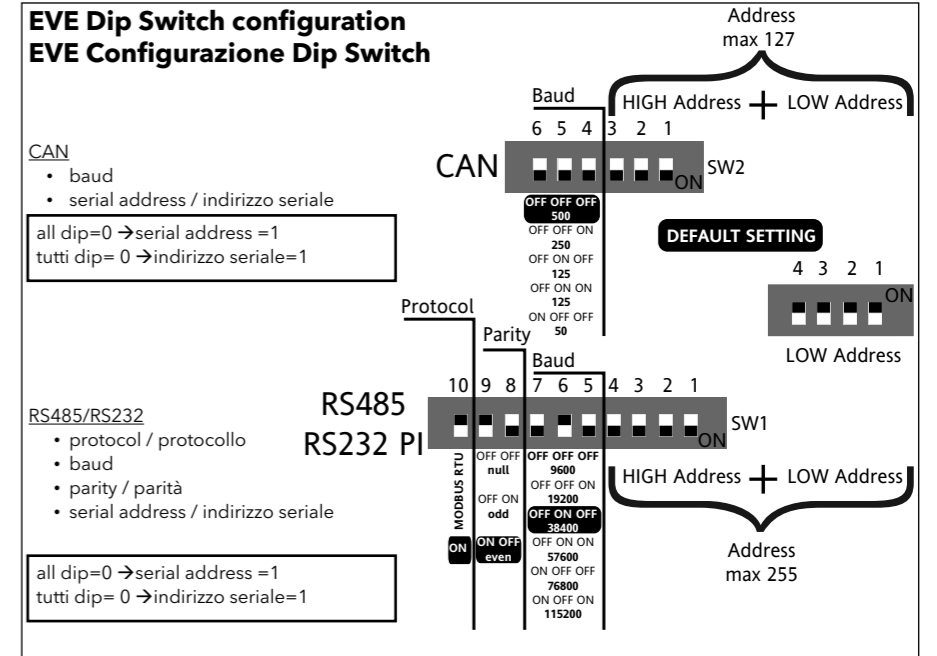 EVE Dip Switch configuration
EVE Configurazione Dip Switch
Address
max 127
Baud
HIGH Address + LOW Address
6 5 4 3 2 1
CAN
ON
SW2
CAN
• baud
• serial address / indirizzo seriale
all dip=0 →serial address =1
tutti dip= 0 →indirizzo seriale=1
OFF OFF OFF
500
OFF OFF ON
250
OFF ON OFF
125
OFF ON ON
125
ON OFF OFF
50
DEFAULT SETTING
4 3 2 1
ON
LOW Address
Protocol
Parity
Baud
10 9 8 7 6 5 4 3 2 1
RS485
RS232 PI
ON
SW1
RS485/RS232
• protocol / protocollo
• baud
• parity / parità
• serial address / indirizzo seriale
all dip=0 →serial address =1
tutti dip= 0 →indirizzo seriale=1
MODBUS RTU
ON
OFF OFF
null
OFF ON
odd
ON OFF
even
OFF OFF OFF
9600
OFF OFF ON
19200
OFF ON OFF
38400
OFF ON ON
57600
ON OFF OFF
76800
ON OFF ON
115200
HIGH Address + LOW Address
Address
max 255